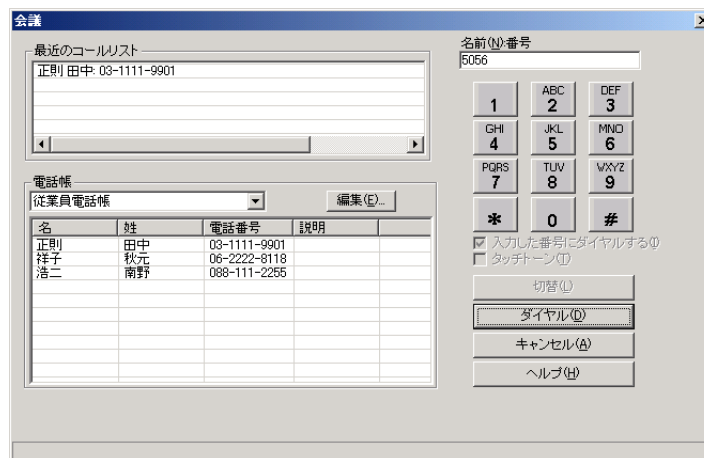 会議
最近のコールリスト
正則 田中: 03-1111-9901
電話帳
従業員電話帳
編集(E)...
名 姓 電話番号 説明
正則 田中 03-1111-9901
祥子 秋元 06-2222-8118
浩二 南野 088-111-2255
名前(N):番号
5056
1
ABC 2
DEF 3
GHI 4
JKL 5
MNO 6
PQRS 7
TUV 8
WXYZ 9
*
0
#
入力した番号にダイヤルする(I)
タッチトーン(T)
切替(L)
ダイヤル(D)
キャンセル(A)
ヘルプ(H)